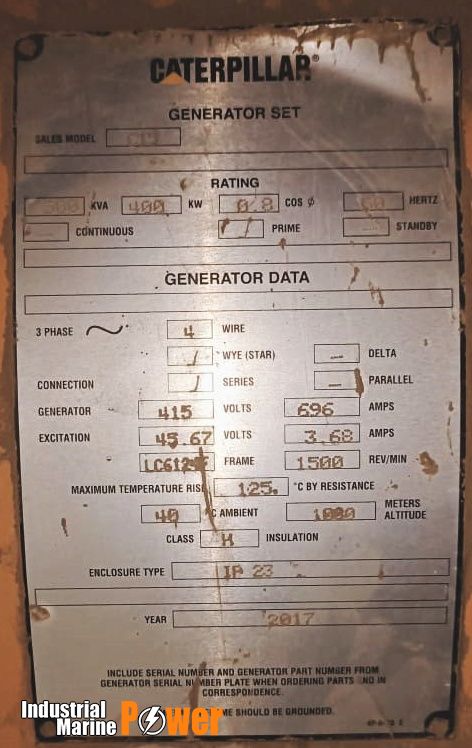 CATERPILLAR®
GENERATOR SET
SALES MODEL
RATING
KVA 400 KW 0.8 COS ø HERTZ
— CONTINUOUS / PRIME — STANDBY
GENERATOR DATA
3 PHASE 4 WIRE
/ WYE (STAR) — DELTA
CONNECTION / SERIES — PARALLEL
GENERATOR 415 VOLTS 696 AMPS
EXCITATION 45.67 VOLTS 3.68 AMPS
FRAME 1500 REV/MIN
MAXIMUM TEMPERATURE RISE 125. °C BY RESISTANCE
40 °C AMBIENT 1000 METERS ALTITUDE
CLASS H INSULATION
ENCLOSURE TYPE IP 23
YEAR 2017
INCLUDE SERIAL NUMBER AND GENERATOR PART NUMBER FROM
GENERATOR SERIAL NUMBER PLATE WHEN ORDERING PARTS AND IN
CORRESPONDENCE.
SHOULD BE GROUNDED.
Industrial
Marine Power